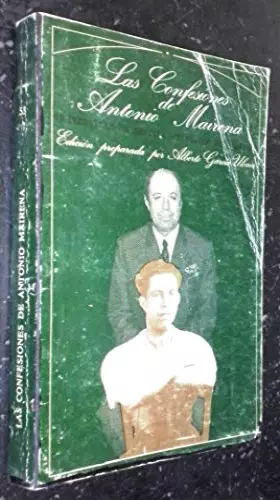 Las Confesiones
de
Antonio Mairena
Edición preparada por Alberto García Ulecia
LAS CONFESIONES DE ANTONIO MAIRENA